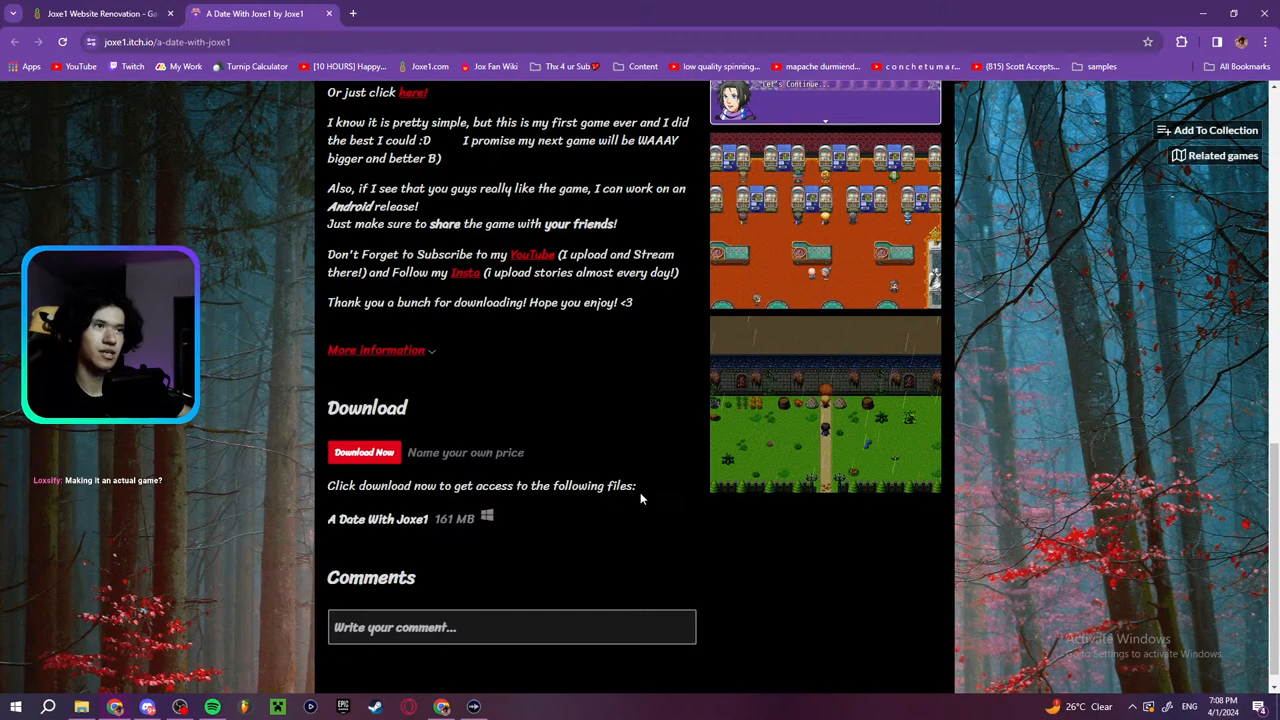 Joxe1 Website Renovation - Ga
A Date With Joxe1 by Joxe1
joxe1.itch.io/a-date-with-joxe1
Apps
YouTube
Twitch
My Work
Turnip Calculator
[10 HOURS] Happy...
Joxe1.com
Jox Fan Wiki
Thx 4 ur Sub
Content
low quality spinning...
mapache durmiend...
c o n c h e t u m a r...
(815) Scott Accepts...
samples
All Bookmarks
Or just click here!
Let's Continue...
I know it is pretty simple, but this is my first game ever and I did
the best I could :D I promise my next game will be WAAAY
bigger and better B)
Add To Collection
Related games
Also, if I see that you guys really like the game, I can work on an
Android release!
Just make sure to share the game with your friends!
Don't Forget to Subscribe to my YouTube (I upload and Stream
there!) and Follow my Insta (i upload stories almost every day!)
Thank you a bunch for downloading! Hope you enjoy! <3
More information
Download
Download Now Name your own price
Loxsify: Making it an actual game?
Click download now to get access to the following files:
A Date With Joxe1 161 MB
Comments
Write your comment...
Activate Windows
Go to Settings to activate Windows.
26°C Clear
7:08 PM
4/1/2024